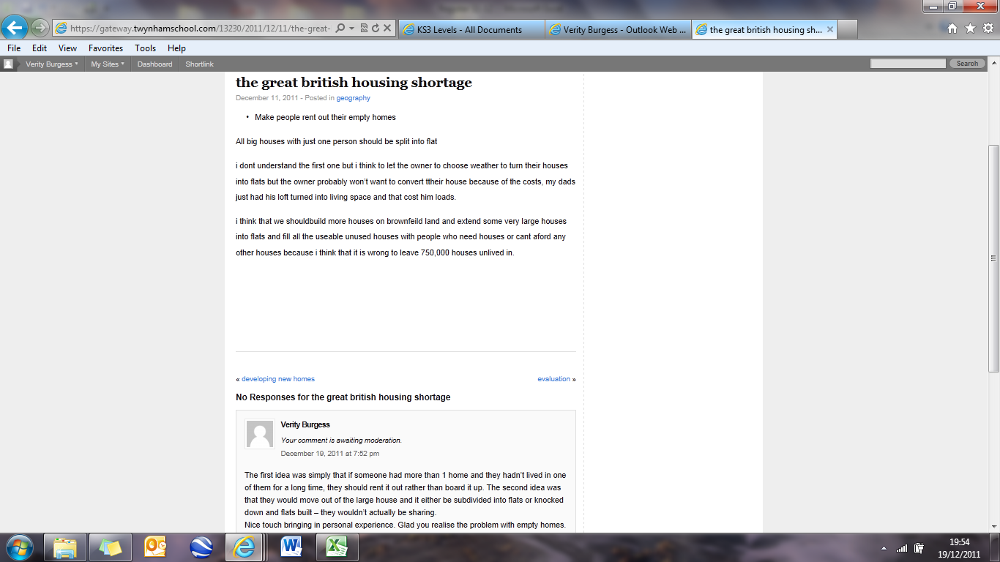 https://gateway.twynhamschool.com/13230/2011/12/11/the-great-
KS3 Levels - All Documents
Verity Burgess - Outlook Web ...
the great british housing sh...
File Edit View Favorites Tools Help
Verity Burgess My Sites Dashboard Shortlink Search
the great british housing shortage
December 11, 2011 - Posted in geography
• Make people rent out their empty homes
All big houses with just one person should be split into flat
i dont understand the first one but i think to let the owner to choose weather to turn their houses
into flats but the owner probably won't want to convert ttheir house because of the costs, my dads
just had his loft turned into living space and that cost him loads.
i think that we shouldbuild more houses on brownfeild land and extend some very large houses
into flats and fill all the useable unused houses with people who need houses or cant aford any
other houses because i think that it is wrong to leave 750,000 houses unlived in.
« developing new homes evaluation »
No Responses for the great british housing shortage
Verity Burgess
Your comment is awaiting moderation.
December 19, 2011 at 7:52 pm
The first idea was simply that if someone had more than 1 home and they hadn't lived in one
of them for a long time, they should rent it out rather than board it up. The second idea was
that they would move out of the large house and it either be subdivided into flats or knocked
down and flats built – they wouldn't actually be sharing.
Nice touch bringing in personal experience. Glad you realise the problem with empty homes.
19:54
19/12/2011